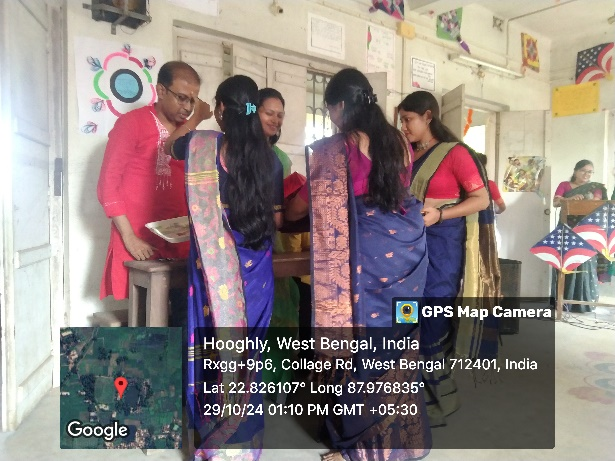 GPS Map Camera
Hooghly, West Bengal, India
Rxgg+9p6, Collage Rd, West Bengal 712401, India
Lat 22.826107° Long 87.976835°
29/10/24 01:10 PM GMT +05:30
Google